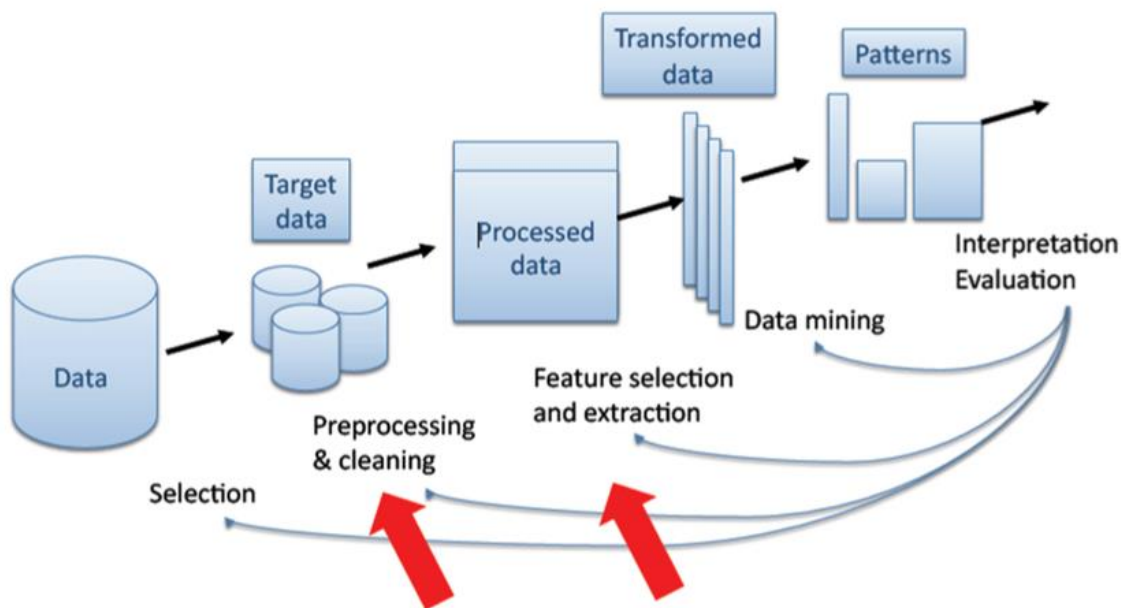 Transformed
data
Patterns
Target
data
Processed
data
Data
Interpretation
Evaluation
Data mining
Feature selection
and extraction
Preprocessing
& cleaning
Selection